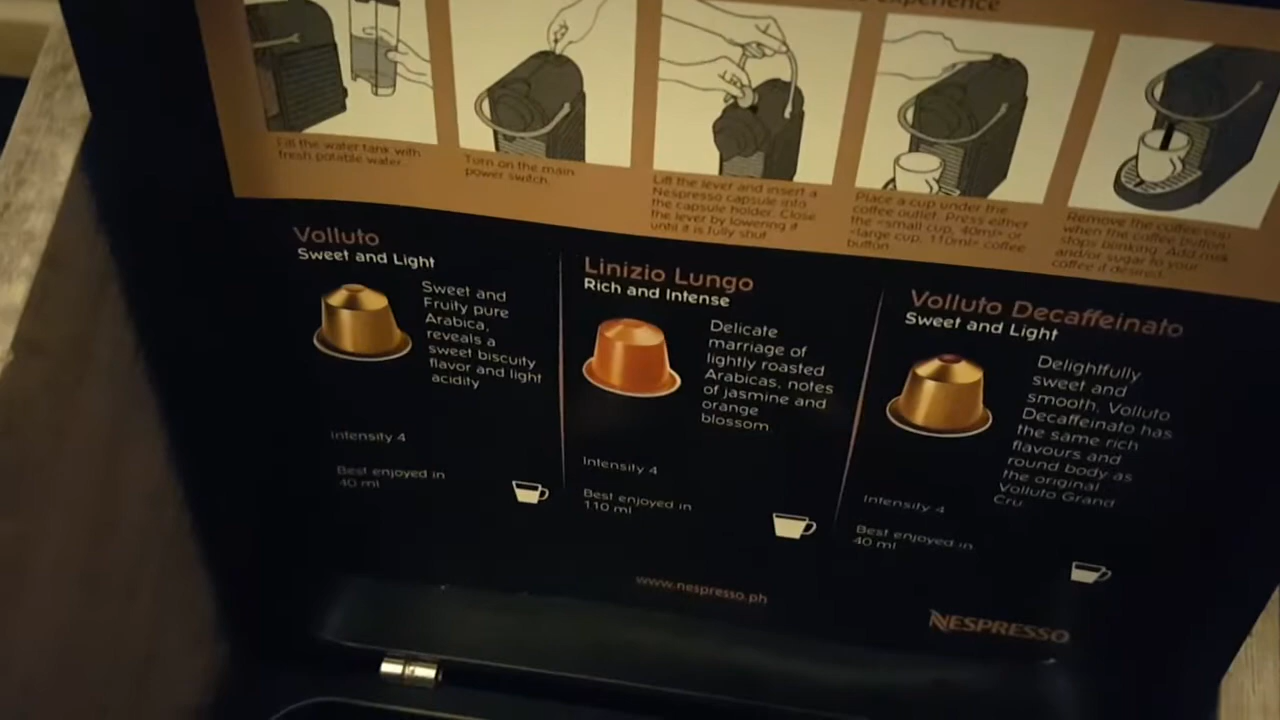 experience
Fill the water tank with
fresh potable water.
Turn on the main
power switch.
Lift the lever and insert a
Nespresso capsule into
the capsule holder. Close
the lever by lowering it
until it is fully shut
Place a cup under the
coffee outlet. Press either
the <small cup, 40ml> or
<large cup, 110ml> coffee
button.
Remove the coffee cup
when the coffee button
stops blinking. Add milk
and/or sugar to your
coffee if desired.
Volluto
Sweet and Light
Sweet and
Fruity pure
Arabica,
reveals a
sweet biscuity
flavor and light
acidity
Intensity 4
Best enjoyed in
40 ml
Linizio Lungo
Rich and Intense
Delicate
marriage of
lightly roasted
Arabicas, notes
of jasmine and
orange
blossom
Intensity 4
Best enjoyed in
110 ml
Volluto Decaffeinato
Sweet and Light
Delightfully
sweet and
smooth, Volluto
Decaffeinato has
the same rich
flavours and
round body as
the original
Volluto Grand
Cru
Intensity 4
Best enjoyed in
40 ml
www.nespresso.ph
NESPRESSO